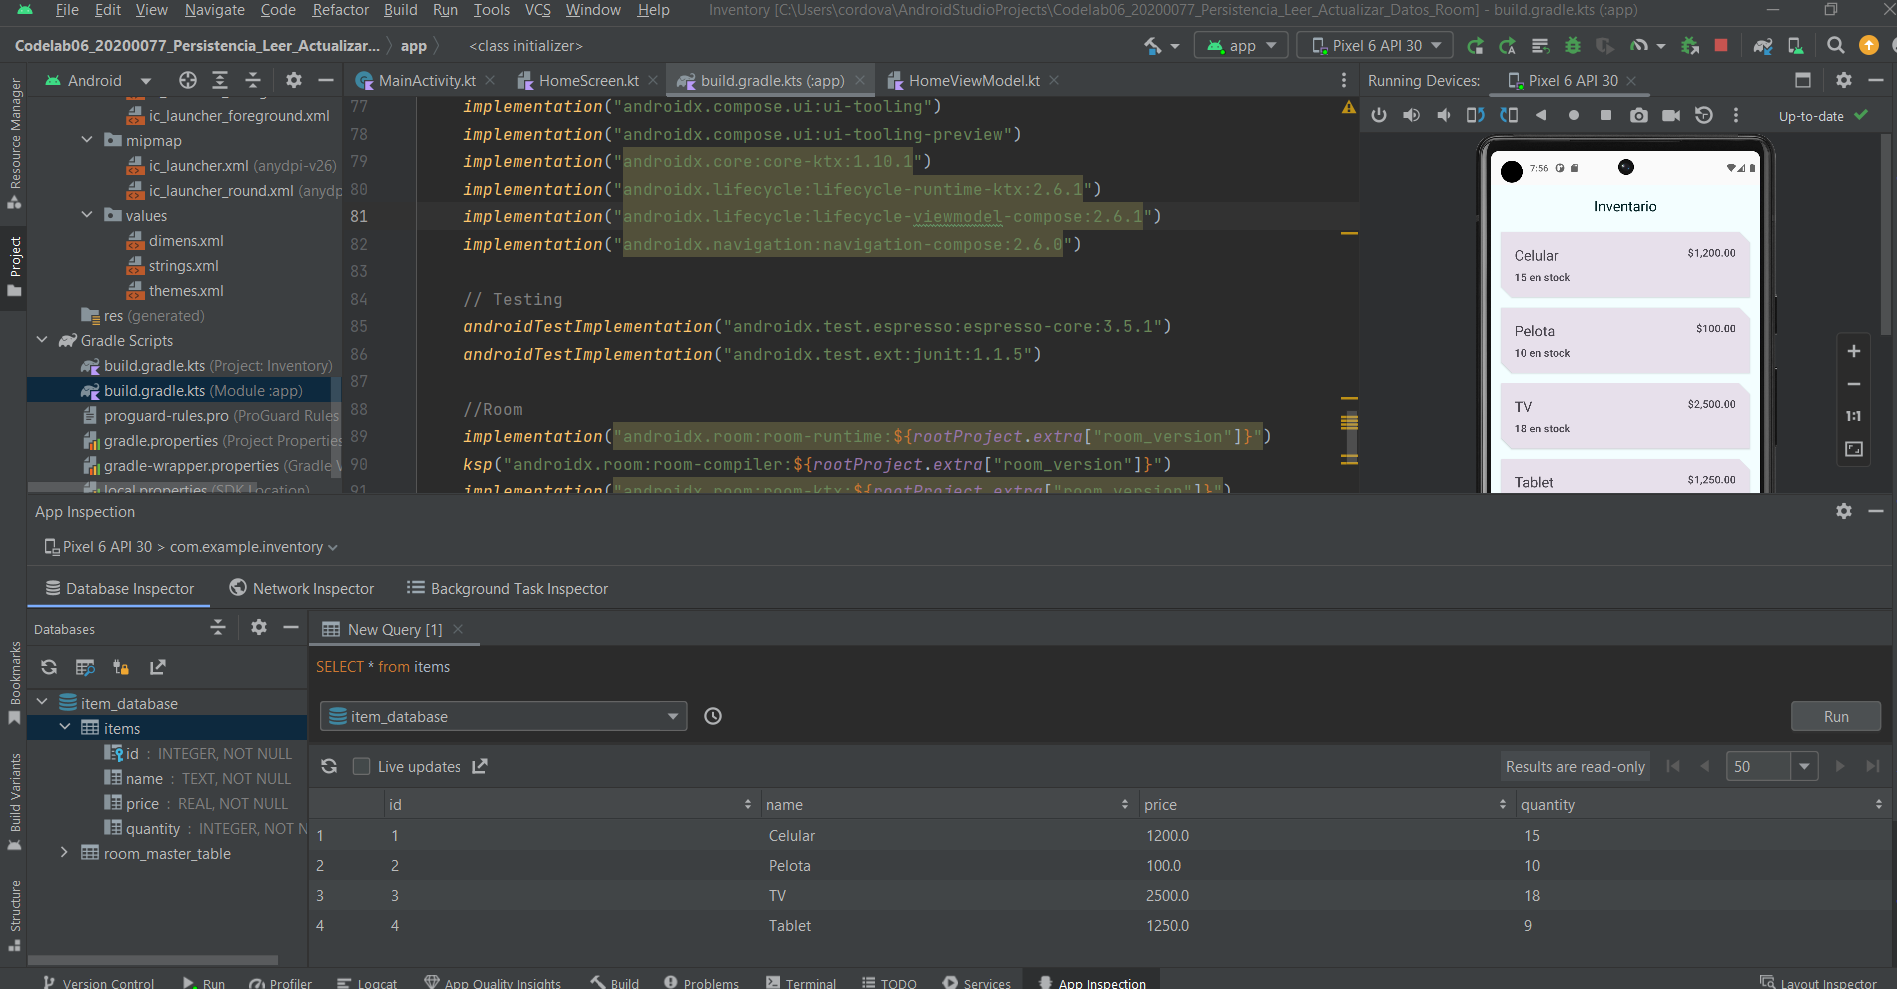 File Edit View Navigate Code Refactor Build Run Tools VCS Window Help Inventory [C:\Users\cordova\AndroidStudioProjects\Codelab06_20200077_Persistencia_Leer_Actualizar_Datos_Room] - build.gradle.kts (:app)
Codelab06_20200077_Persistencia_Leer_Actualizar... app <class initializer> app Pixel 6 API 30
Android
MainActivity.kt HomeScreen.kt build.gradle.kts (:app) HomeViewModel.kt
Running Devices: Pixel 6 API 30
Up-to-date
Resource Manager
Project
Bookmarks
Build Variants
Structure
ic_launcher_foreground.xml
mipmap
ic_launcher.xml (anydpi-v26)
ic_launcher_round.xml (anydp
values
dimens.xml
strings.xml
themes.xml
res (generated)
Gradle Scripts
build.gradle.kts (Project: Inventory)
build.gradle.kts (Module :app)
proguard-rules.pro (ProGuard Rules
gradle.properties (Project Properties
gradle-wrapper.properties (Gradle V
local.properties (SDK Location)
77 implementation("androidx.compose.ui:ui-tooling")
78 implementation("androidx.compose.ui:ui-tooling-preview")
79 implementation("androidx.core:core-ktx:1.10.1")
80 implementation("androidx.lifecycle:lifecycle-runtime-ktx:2.6.1")
81 implementation("androidx.lifecycle:lifecycle-viewmodel-compose:2.6.1")
82 implementation("androidx.navigation:navigation-compose:2.6.0")
83
84 // Testing
85 androidTestImplementation("androidx.test.espresso:espresso-core:3.5.1")
86 androidTestImplementation("androidx.test.ext:junit:1.1.5")
87
88 //Room
89 implementation("androidx.room:room-runtime:${rootProject.extra["room_version"]}")
90 ksp("androidx.room:room-compiler:${rootProject.extra["room_version"]}")
91 implementation("androidx.room:room-ktx:${rootProject.extra["room_version"]}")
7:56
Inventario
Celular $1,200.00
15 en stock
Pelota $100.00
10 en stock
TV $2,500.00
18 en stock
Tablet $1,250.00
1:1
App Inspection
Pixel 6 API 30 > com.example.inventory
Database Inspector Network Inspector Background Task Inspector
Databases
New Query [1]
item_database
items
id : INTEGER, NOT NULL
name : TEXT, NOT NULL
price : REAL, NOT NULL
quantity : INTEGER, NOT N
room_master_table
SELECT * from items
item_database
Run
Live updates
Results are read-only 50
id name price quantity
1 1 Celular 1200.0 15
2 2 Pelota 100.0 10
3 3 TV 2500.0 18
4 4 Tablet 1250.0 9
Version Control Run Profiler Logcat App Quality Insights Build Problems Terminal TODO Services App Inspection Layout Inspector